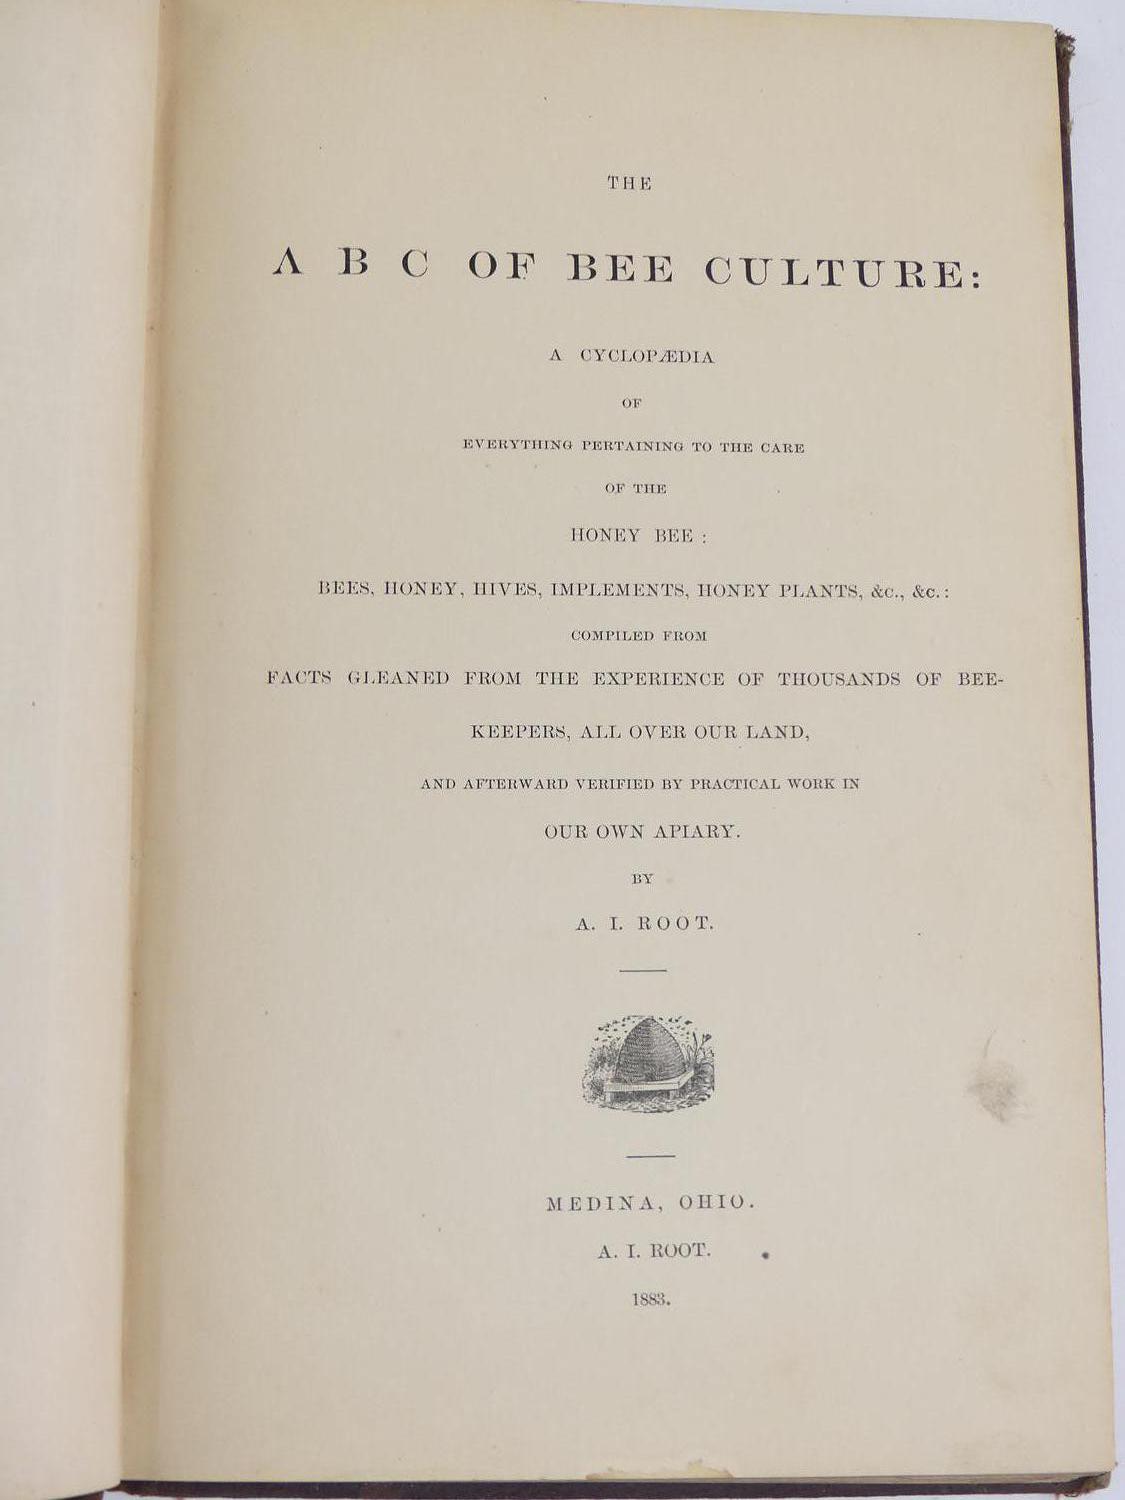 THE
A B C OF BEE CULTURE:
A CYCLOPÆDIA
OF
EVERYTHING PERTAINING TO THE CARE
OF THE
HONEY BEE :
BEES, HONEY, HIVES, IMPLEMENTS, HONEY PLANTS, &c., &c.:
COMPILED FROM
FACTS GLEANED FROM THE EXPERIENCE OF THOUSANDS OF BEE-
KEEPERS, ALL OVER OUR LAND,
AND AFTERWARD VERIFIED BY PRACTICAL WORK IN
OUR OWN APIARY.
BY
A. I. ROOT.
MEDINA, OHIO.
A. I. ROOT.
1883.